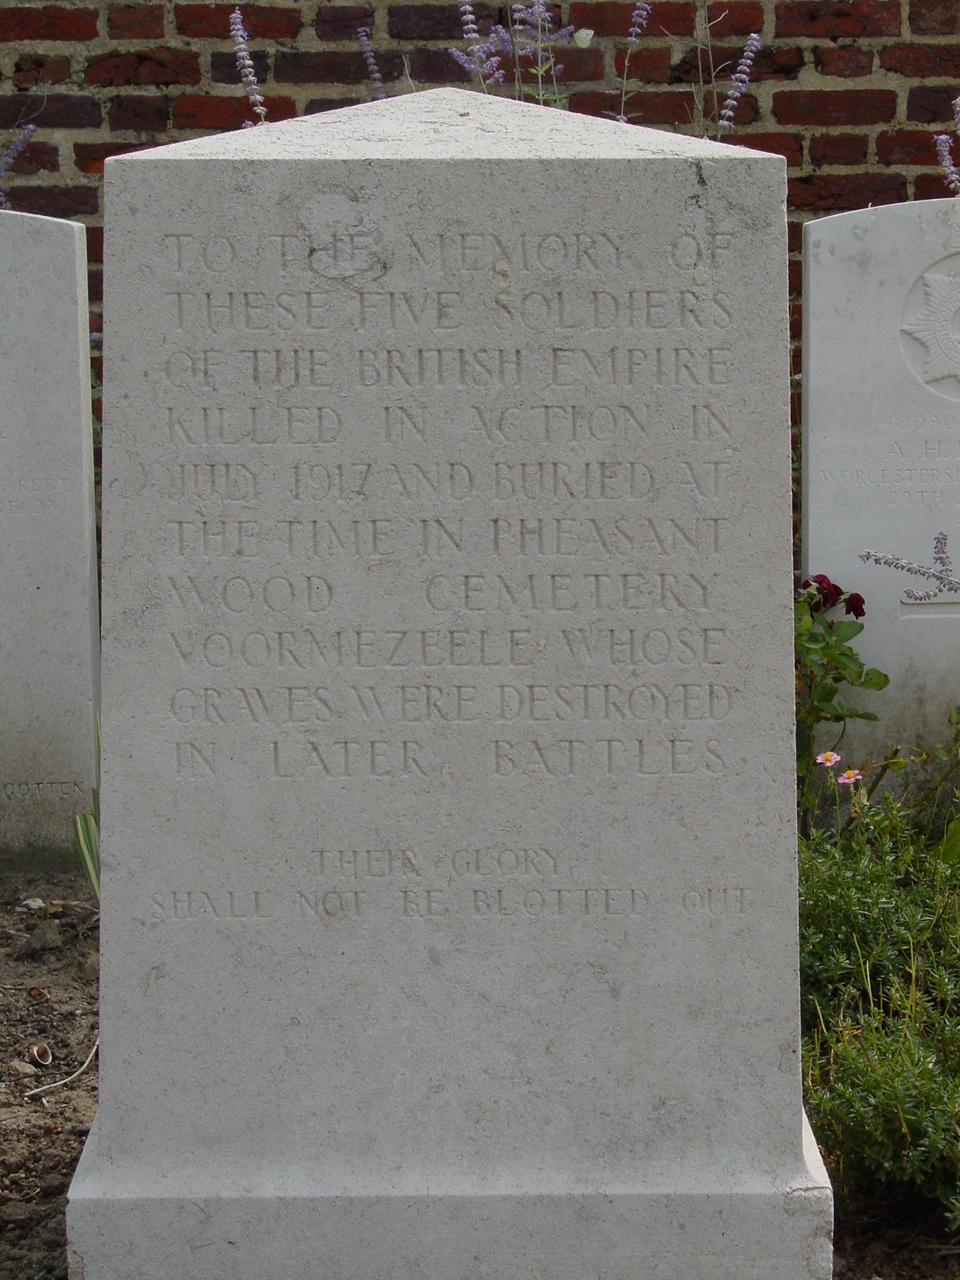 TO THE MEMORY OF
THESE FIVE SOLDIERS
OF THE BRITISH EMPIRE
KILLED IN ACTION IN
JULY 1917 AND BURIED AT
THE TIME IN PHEASANT
WOOD CEMETERY
VOORMEZEELE WHOSE
GRAVES WERE DESTROYED
IN LATER BATTLES
THEIR GLORY
SHALL NOT BE BLOTTED OUT
A. H.
WORCESTERS